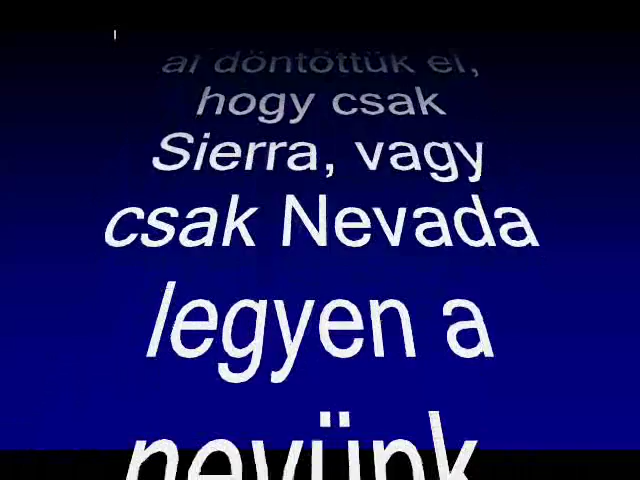 döntöttük el,
hogy csak
Sierra, vagy
csak Nevada
legyen a
nevünk